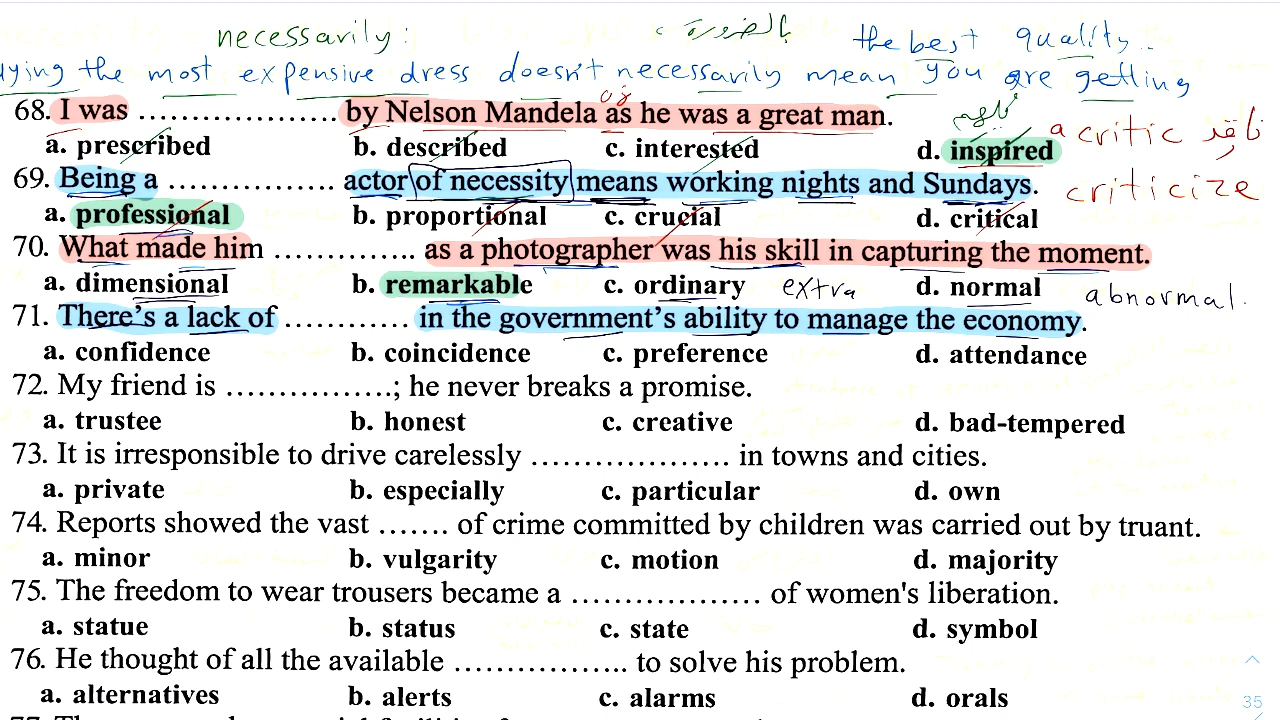 necessarily: بالضرورة the best quality..
uying the most expensive dress doesn't necessarily mean you are getting
68. I was .................... by Nelson Mandela as he was a great man.
a. prescribed b. described c. interested d. inspired
a critic ناقد
69. Being a ................. actor of necessity means working nights and Sundays.
criticize
a. professional b. proportional c. crucial d. critical
70. What made him .............. as a photographer was his skill in capturing the moment.
a. dimensional b. remarkable c. ordinary extra d. normal abnormal.
71. There's a lack of ............ in the government's ability to manage the economy.
a. confidence b. coincidence c. preference d. attendance
72. My friend is ................; he never breaks a promise.
a. trustee b. honest c. creative d. bad-tempered
73. It is irresponsible to drive carelessly .................... in towns and cities.
a. private b. especially c. particular d. own
74. Reports showed the vast ....... of crime committed by children was carried out by truant.
a. minor b. vulgarity c. motion d. majority
75. The freedom to wear trousers became a ................... of women's liberation.
a. statue b. status c. state d. symbol
76. He thought of all the available ................. to solve his problem.
a. alternatives b. alerts c. alarms d. orals
35